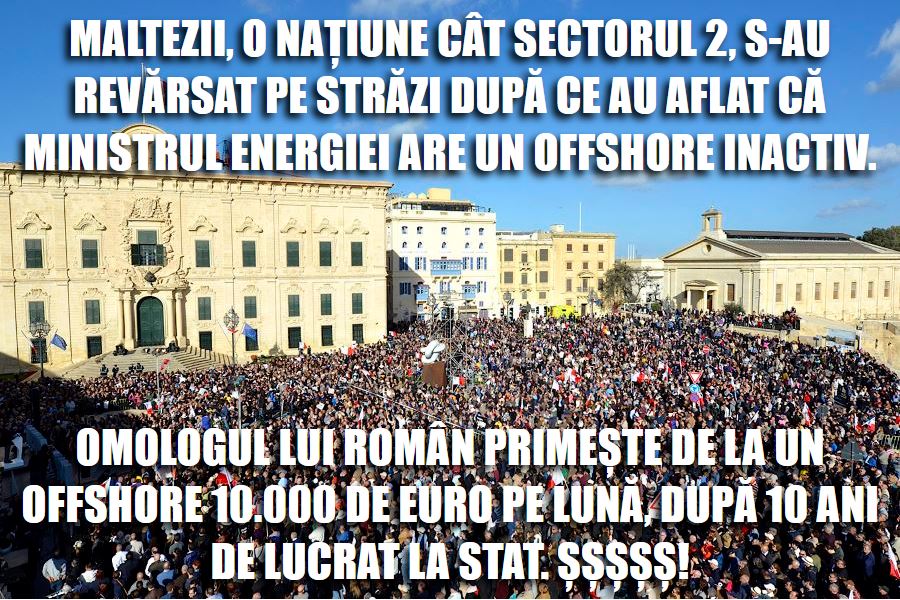 MALTEZII, O NAȚIUNE CÂT SECTORUL 2, S-AU
REVĂRSAT PE STRĂZI DUPĂ CE AU AFLAT CĂ
MINISTRUL ENERGIEI ARE UN OFFSHORE INACTIV.
OMOLOGUL LUI ROMÂN PRIMEȘTE DE LA UN
OFFSHORE 10.000 DE EURO PE LUNĂ, DUPĂ 10 ANI
DE LUCRAT LA STAT. ȘȘȘȘȘ!